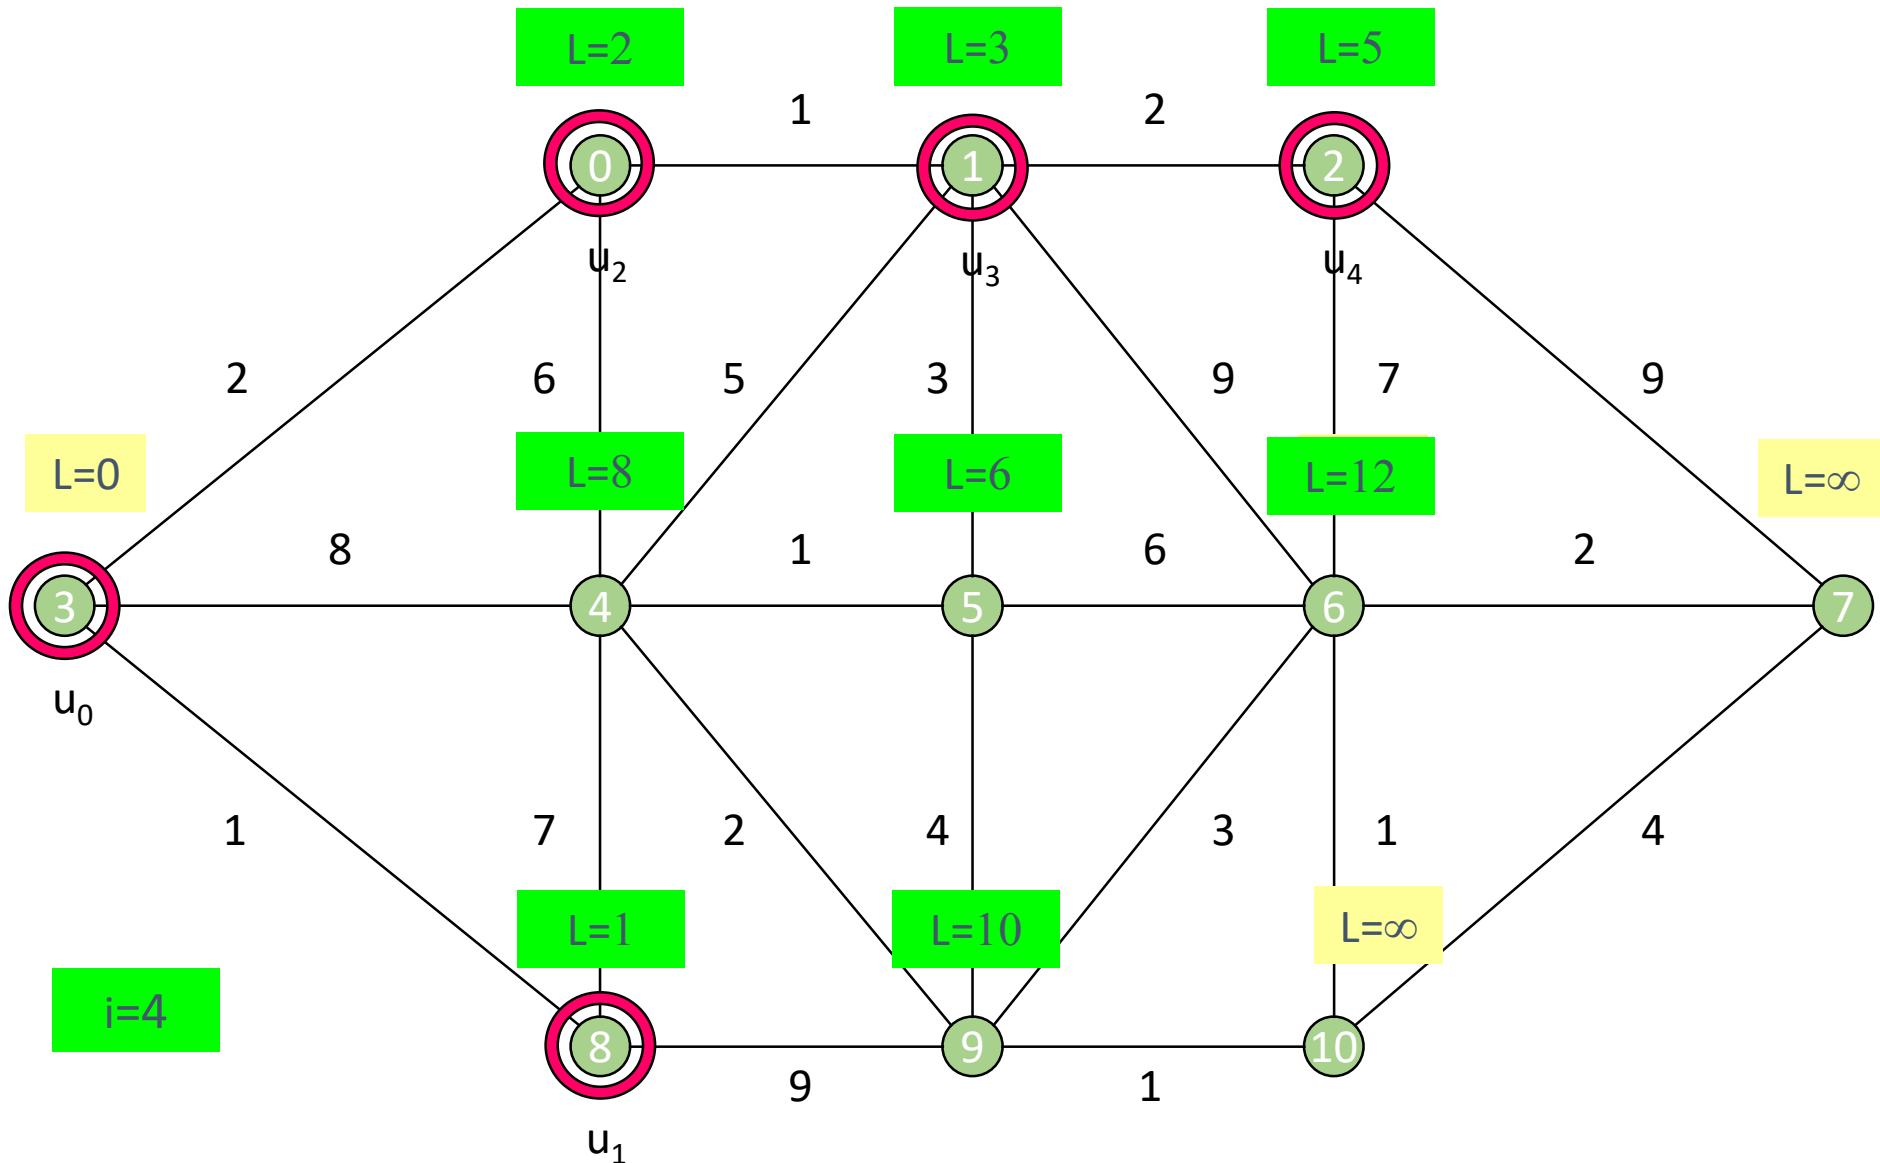 L=2 L=3 L=5
1 2
0 1 2
u₂ u₃ u₄
2 6 5 3 9 7 9
L=0 L=8 L=6 L=12 L=∞
8 1 6 2
3 4 5 6 7
u₀
1 7 2 4 3 1 4
L=1 L=10 L=∞
i=4
8 9 10
9 1
u₁